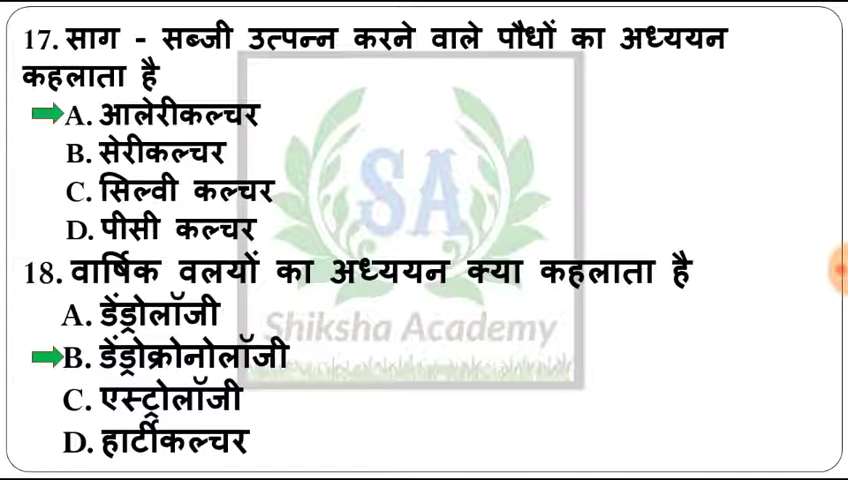 17. साग - सब्जी उत्पन्न करने वाले पौधों का अध्ययन
कहलाता है
A. आलेरीकल्चर
B. सेरीकल्चर
C. सिल्वी कल्चर
D. पीसी कल्चर
18. वार्षिक वलयों का अध्ययन क्या कहलाता है
A. डेंड्रोलॉजी
B. डेंड्रोक्रोनोलॉजी
C. एस्ट्रोलॉजी
D. हार्टीकल्चर
SA
Shiksha Academy